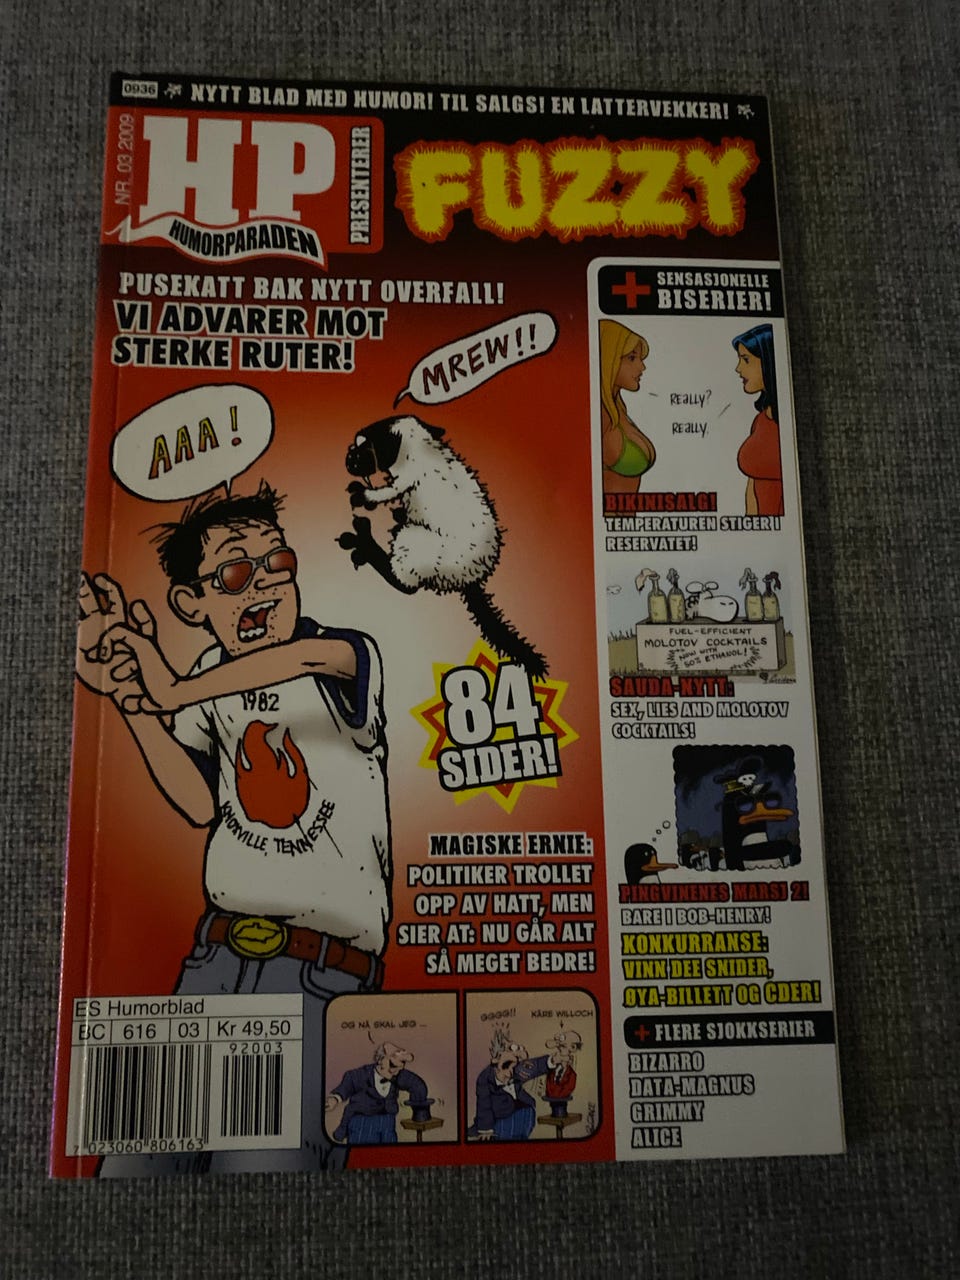 0936
NYTT BLAD MED HUMOR! TIL SALGS! EN LATTERVEKKER!
NR. 03 2009
HP
HUMORPARADEN
PRESENTERER
FUZZY
PUSEKATT BAK NYTT OVERFALL!
VI ADVARER MOT
STERKE RUTER!
AAA!
MREW!!
1982
KNOXVILLE, TENNESSEE
84
SIDER!
MAGISKE ERNIE:
POLITIKER TROLLET
OPP AV HATT, MEN
SIER AT: NU GÅR ALT
SÅ MEGET BEDRE!
+ SENSASJONELLE
BISERIER!
REALLY?
REALLY.
BIKINISALG!
TEMPERATUREN STIGER I
RESERVATET!
FUEL-EFFICIENT
MOLOTOV COCKTAILS
NOW WITH
50% ETHANOL!
SAUDA-NYTT:
SEX, LIES AND MOLOTOV
COCKTAILS!
PINGVINENES MARSJ 2!
BARE I BOB-HENRY!
KONKURRANSE:
VINN DEE SNIDER,
ØYA-BILLETT OG CDER!
+ FLERE SJOKKSERIER
BIZARRO
DATA-MAGNUS
GRIMMY
ALICE
ES Humorblad
BC 616 03 Kr 49,50
92003
7 023060 806163
OG NÅ SKAL JEG ...
GGGG!!
KÅRE WILLOCH